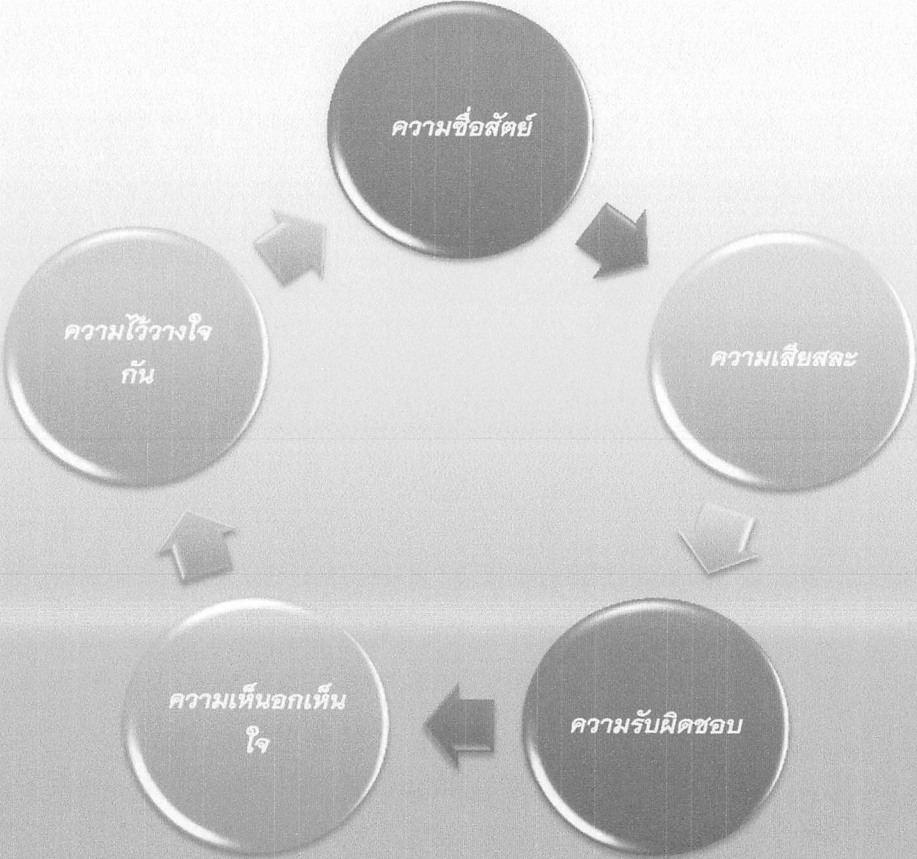 ความซื่อสัตย์
ความเสียสละ
ความรับผิดชอบ
ความเห็นอกเห็น
ใจ
ความไว้วางใจ
กัน